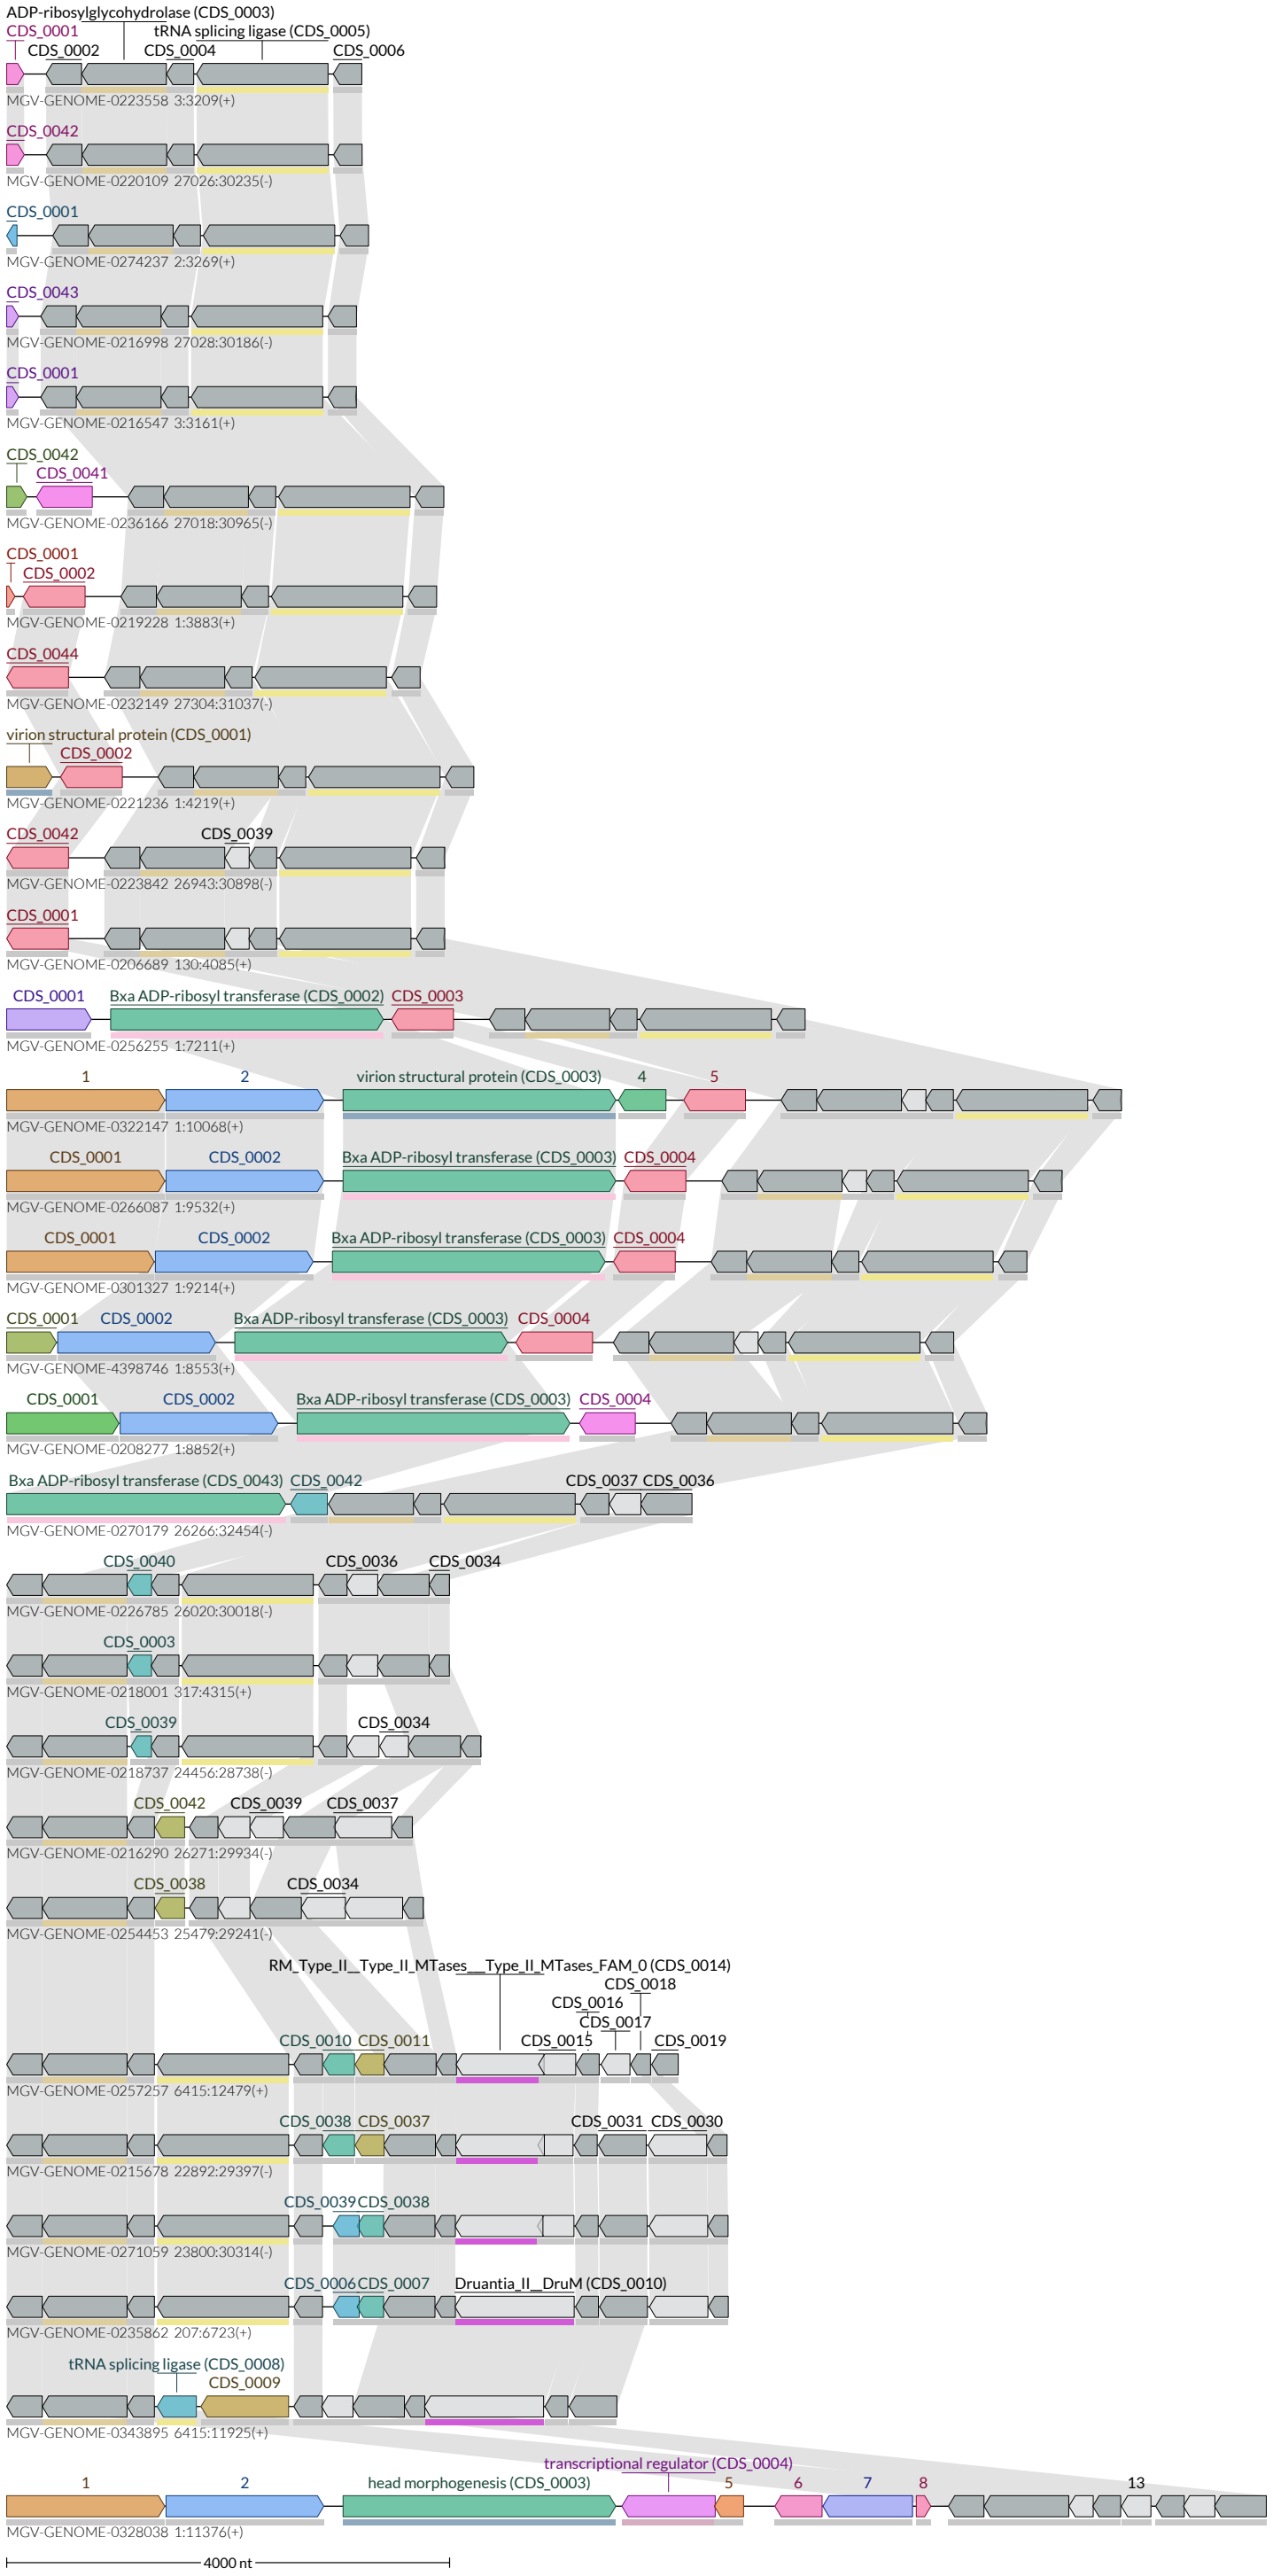 ADP-ribosylglycohydrolase (CDS_0003)
CDS_0001 tRNA splicing ligase (CDS_0005)
CDS_0002 CDS_0004 CDS_0006
MGV-GENOME-0223558 3:3209(+)
CDS_0042
MGV-GENOME-0220109 27026:30235(-)
CDS_0001
MGV-GENOME-0274237 2:3269(+)
CDS_0043
MGV-GENOME-0216998 27028:30186(-)
CDS_0001
MGV-GENOME-0216547 3:3161(+)
CDS_0042
CDS_0041
MGV-GENOME-0236166 27018:30965(-)
CDS_0001
CDS_0002
MGV-GENOME-0219228 1:3883(+)
CDS_0044
MGV-GENOME-0232149 27304:31037(-)
virion structural protein (CDS_0001)
CDS_0002
MGV-GENOME-0221236 1:4219(+)
CDS_0042 CDS_0039
MGV-GENOME-0223842 26943:30898(-)
CDS_0001
MGV-GENOME-0206689 130:4085(+)
CDS_0001 Bxa ADP-ribosyl transferase (CDS_0002) CDS_0003
MGV-GENOME-0256255 1:7211(+)
1 2 virion structural protein (CDS_0003) 4 5
MGV-GENOME-0322147 1:10068(+)
CDS_0001 CDS_0002 Bxa ADP-ribosyl transferase (CDS_0003) CDS_0004
MGV-GENOME-0266087 1:9532(+)
CDS_0001 CDS_0002 Bxa ADP-ribosyl transferase (CDS_0003) CDS_0004
MGV-GENOME-0301327 1:9214(+)
CDS_0001 CDS_0002 Bxa ADP-ribosyl transferase (CDS_0003) CDS_0004
MGV-GENOME-4398746 1:8553(+)
CDS_0001 CDS_0002 Bxa ADP-ribosyl transferase (CDS_0003) CDS_0004
MGV-GENOME-0208277 1:8852(+)
Bxa ADP-ribosyl transferase (CDS_0043) CDS_0042 CDS_0037 CDS_0036
MGV-GENOME-0270179 26266:32454(-)
CDS_0040 CDS_0036 CDS_0034
MGV-GENOME-0226785 26020:30018(-)
CDS_0003
MGV-GENOME-0218001 317:4315(+)
CDS_0039 CDS_0034
MGV-GENOME-0218737 24456:28738(-)
CDS_0042 CDS_0039 CDS_0037
MGV-GENOME-0216290 26271:29934(-)
CDS_0038 CDS_0034
MGV-GENOME-0254453 25479:29241(-)
RM_Type_II__Type_II_MTases___Type_II_MTases_FAM_0 (CDS_0014)
CDS_0018
CDS_0016
CDS_0017
CDS_0010 CDS_0011 CDS_0015 CDS_0019
MGV-GENOME-0257257 6415:12479(+)
CDS_0038 CDS_0037 CDS_0031 CDS_0030
MGV-GENOME-0215678 22892:29397(-)
CDS_0039 CDS_0038
MGV-GENOME-0271059 23800:30314(-)
CDS_0006 CDS_0007 Druantia_II__DruM (CDS_0010)
MGV-GENOME-0235862 207:6723(+)
tRNA splicing ligase (CDS_0008)
CDS_0009
MGV-GENOME-0343895 6415:11925(+)
transcriptional regulator (CDS_0004)
1 2 head morphogenesis (CDS_0003) 5 6 7 8 13
MGV-GENOME-0328038 1:11376(+)
4000 nt